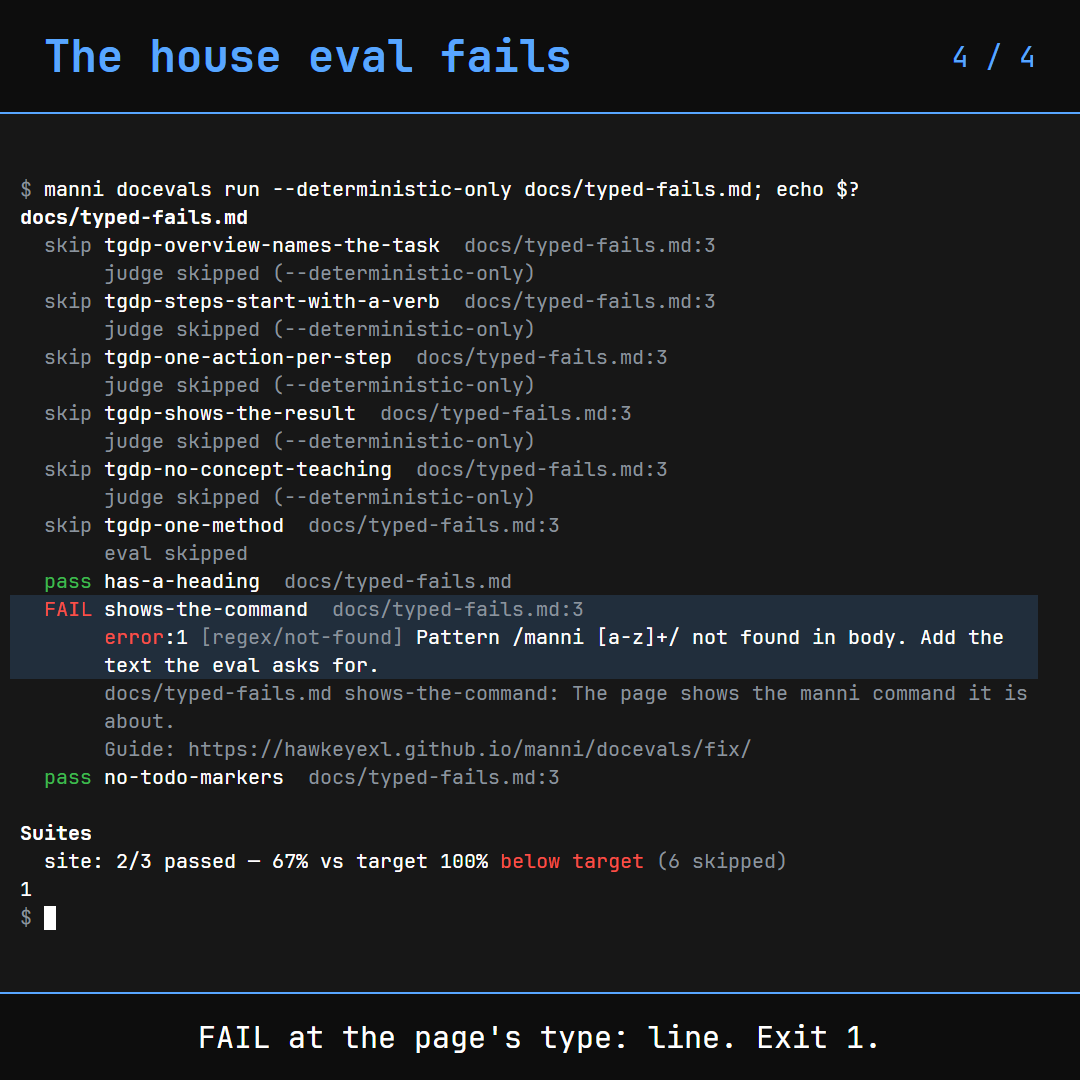 The house eval fails
4 / 4
$ manni docevals run --deterministic-only docs/typed-fails.md; echo $?
docs/typed-fails.md
skip tgdp-overview-names-the-task docs/typed-fails.md:3
judge skipped (--deterministic-only)
skip tgdp-steps-start-with-a-verb docs/typed-fails.md:3
judge skipped (--deterministic-only)
skip tgdp-one-action-per-step docs/typed-fails.md:3
judge skipped (--deterministic-only)
skip tgdp-shows-the-result docs/typed-fails.md:3
judge skipped (--deterministic-only)
skip tgdp-no-concept-teaching docs/typed-fails.md:3
judge skipped (--deterministic-only)
skip tgdp-one-method docs/typed-fails.md:3
eval skipped
pass has-a-heading docs/typed-fails.md
FAIL shows-the-command docs/typed-fails.md:3
error:1 [regex/not-found] Pattern /manni [a-z]+/ not found in body. Add the
text the eval asks for.
docs/typed-fails.md shows-the-command: The page shows the manni command it is
about.
Guide: https://hawkeyexl.github.io/manni/docevals/fix/
pass no-todo-markers docs/typed-fails.md:3
Suites
site: 2/3 passed — 67% vs target 100% below target (6 skipped)
1
$
FAIL at the page's type: line. Exit 1.